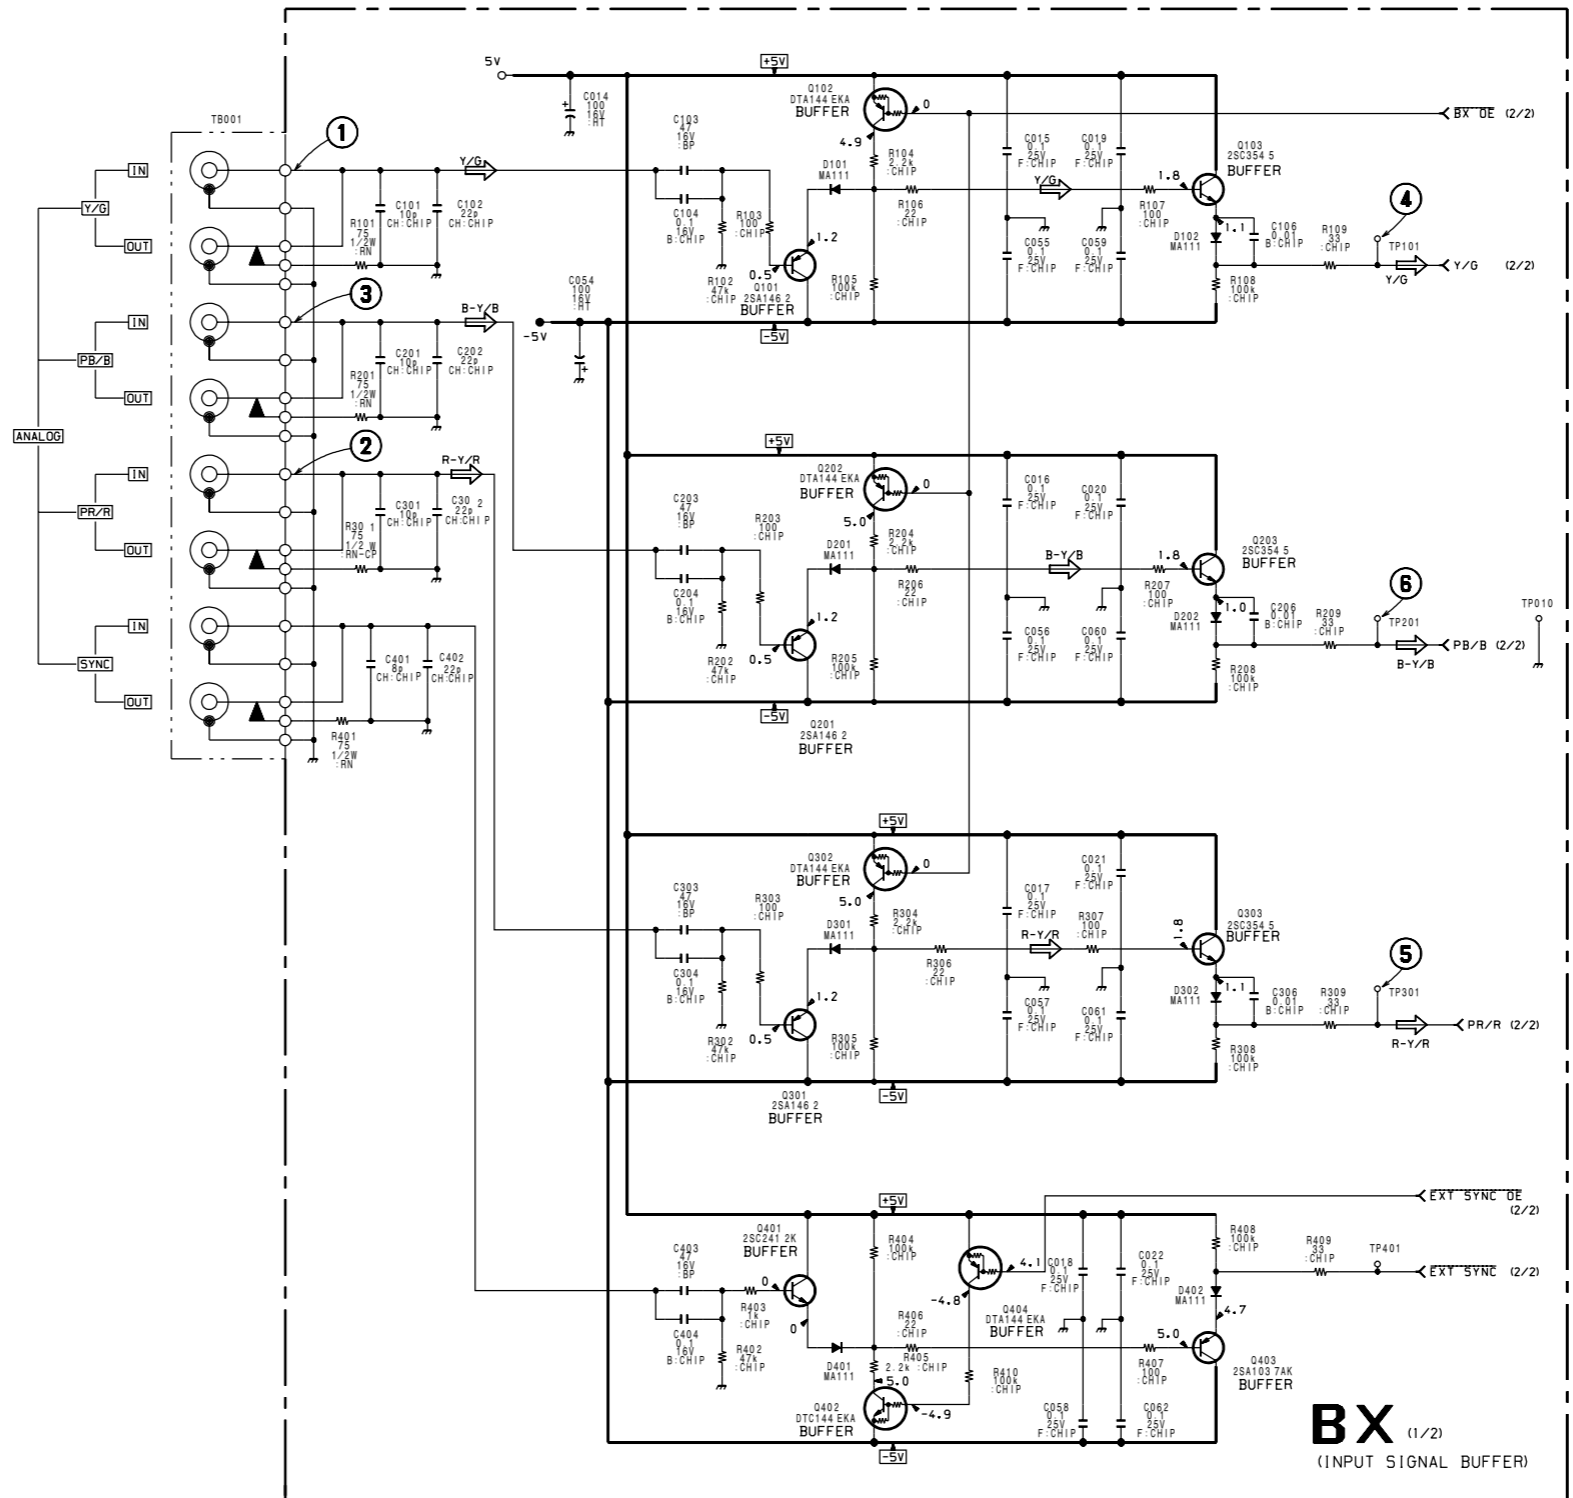 5V
+5V
C014
100
16V
:HT
Q102
DTA144 EKA
BUFFER
0
BX OE (2/2)
TB001
1
C103
47
16V
:BP
4.9
R104
2.2k
:CHIP
D101
MA111
C015
0.1
25V
F:CHIP
C019
0.1
25V
F:CHIP
Q103
2SC354 5
BUFFER
IN
Y/G
Y/G
Y/G
OUT
R101
75
1/2W
:RN
C101
10p
CH:CHIP
C102
22p
CH:CHIP
C104
0.1
16V
B:CHIP
R103
100
:CHIP
R106
22
:CHIP
1.8
R107
100
:CHIP
4
1.2
C055
0.1
25V
F:CHIP
C059
0.1
25V
F:CHIP
D102
MA111
1.1
C106
0.01
B:CHIP
R109
33
:CHIP
TP101
Y/G
Y/G (2/2)
R102
47k
:CHIP
0.5
Q101
2SA146 2
BUFFER
R105
100k
:CHIP
R108
100k
:CHIP
C054
100
16V
:HT
3
B-Y/B
-5V
-5V
IN
PB/B
OUT
R201
75
1/2W
:RN
C201
10p
CH:CHIP
C202
22p
CH:CHIP
ANALOG
2
R-Y/R
+5V
IN
PR/R
OUT
R30 1
75
1/2 W
:RN-CP
C301
10p
CH:CHIP
C30 2
22p
CH:CHIP
Q202
DTA144 EKA
BUFFER
0
C203
47
16V
:BP
R203
100
:CHIP
5.0
R204
2.2k
:CHIP
D201
MA111
C016
0.1
25V
F:CHIP
C020
0.1
25V
F:CHIP
Q203
2SC354 5
BUFFER
B-Y/B
1.8
C204
0.1
16V
B:CHIP
R206
22
:CHIP
R207
100
:CHIP
6
TP010
1.2
C056
0.1
25V
F:CHIP
C060
0.1
25V
F:CHIP
D202
MA111
1.0
C206
0.01
B:CHIP
R209
33
:CHIP
TP201
B-Y/B
PB/B (2/2)
R202
47k
:CHIP
0.5
R205
100k
:CHIP
R208
100k
:CHIP
IN
SYNC
OUT
C401
8p
CH:CHIP
C402
22p
CH:CHIP
R401
75
1/2W
:RN
-5V
Q201
2SA146 2
BUFFER
+5V
Q302
DTA144 EKA
BUFFER
0
C303
47
16V
:BP
R303
100
:CHIP
5.0
R304
2.2k
:CHIP
D301
MA111
C017
0.1
25V
F:CHIP
C021
0.1
25V
F:CHIP
R307
100
:CHIP
1.8
Q303
2SC354 5
BUFFER
R-Y/R
C304
0.1
16V
B:CHIP
R306
22
:CHIP
5
1.2
C057
0.1
25V
F:CHIP
C061
0.1
25V
F:CHIP
D302
MA111
1.1
C306
0.01
B:CHIP
R309
33
:CHIP
TP301
R-Y/R
PR/R (2/2)
R302
47k
:CHIP
0.5
R305
100k
:CHIP
R308
100k
:CHIP
-5V
Q301
2SA146 2
BUFFER
+5V
EXT SYNC OE
(2/2)
Q401
2SC241 2K
BUFFER
C403
47
16V
:BP
R404
100k
:CHIP
4.1
C018
0.1
25V
F:CHIP
C022
0.1
25V
F:CHIP
R408
100k
:CHIP
R409
33
:CHIP
TP401
EXT SYNC (2/2)
0
R403
1k
:CHIP
-4.8
Q404
DTA144 EKA
BUFFER
D402
MA111
4.7
C404
0.1
16V
B:CHIP
R402
47k
:CHIP
0
R406
22
:CHIP
5.0
D401
MA111
R405
2.2k :CHIP
R410
100k
:CHIP
R407
100
:CHIP
Q403
2SA103 7AK
BUFFER
5.0
Q402
DTC144 EKA
BUFFER
-4.9
C058
0.1
25V
F:CHIP
C062
0.1
25V
F:CHIP
-5V
BX (1/2)
(INPUT SIGNAL BUFFER)